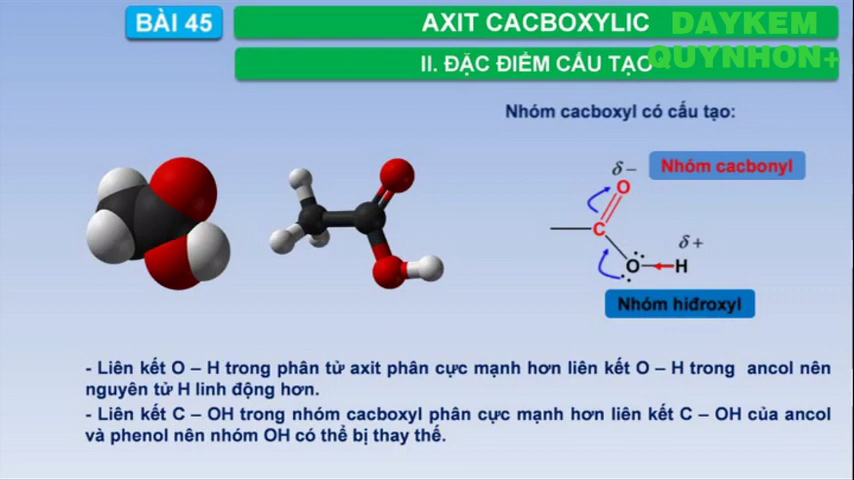 BÀI 45
AXIT CACBOXYLIC
DAYKEM
QUYNHON+
II. ĐẶC ĐIỂM CẤU TẠO
Nhóm cacboxyl có cấu tạo:
δ−
Nhóm cacbonyl
O
C
δ+
O H
Nhóm hiđroxyl
- Liên kết O – H trong phân tử axit phân cực mạnh hơn liên kết O – H trong ancol nên
nguyên tử H linh động hơn.
- Liên kết C – OH trong nhóm cacboxyl phân cực mạnh hơn liên kết C – OH của ancol
và phenol nên nhóm OH có thể bị thay thế.